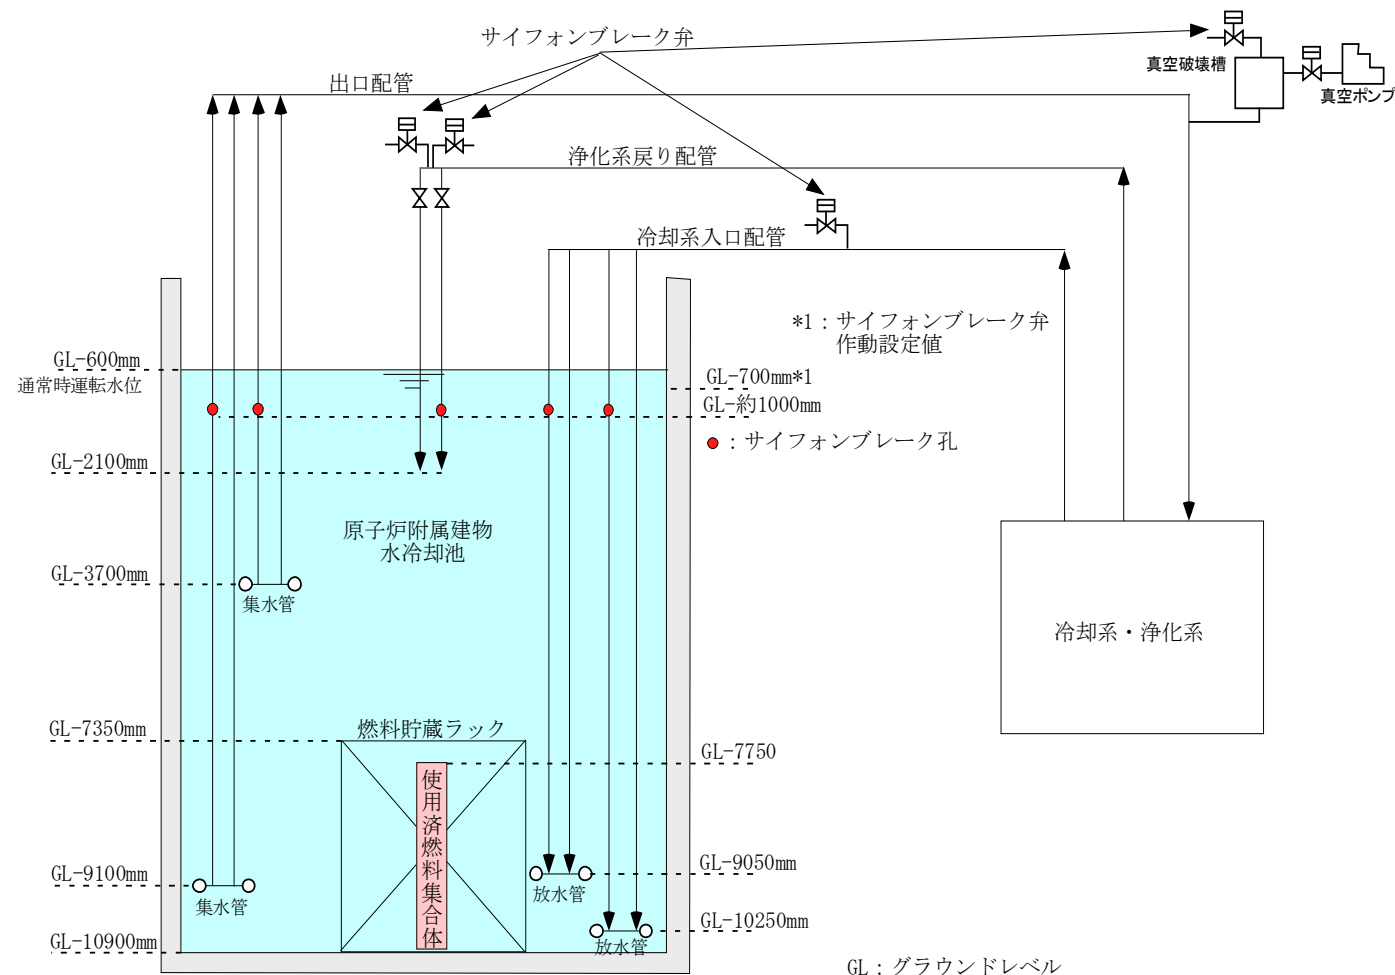 サイフォンブレーク弁
真空破壊槽
真空ポンプ
出口配管
浄化系戻り配管
冷却系入口配管
*1：サイフォンブレーク弁
作動設定値
GL-600mm
通常時運転水位
GL-700mm*1
GL-約1000mm
：サイフォンブレーク孔
GL-2100mm
原子炉附属建物
水冷却池
GL-3700mm
集水管
冷却系・浄化系
GL-7350mm
燃料貯蔵ラック
GL-7750
使用済燃料集合体
GL-9050mm
GL-9100mm
放水管
集水管
GL-10250mm
GL-10900mm
放水管
GL：グラウンドレベル